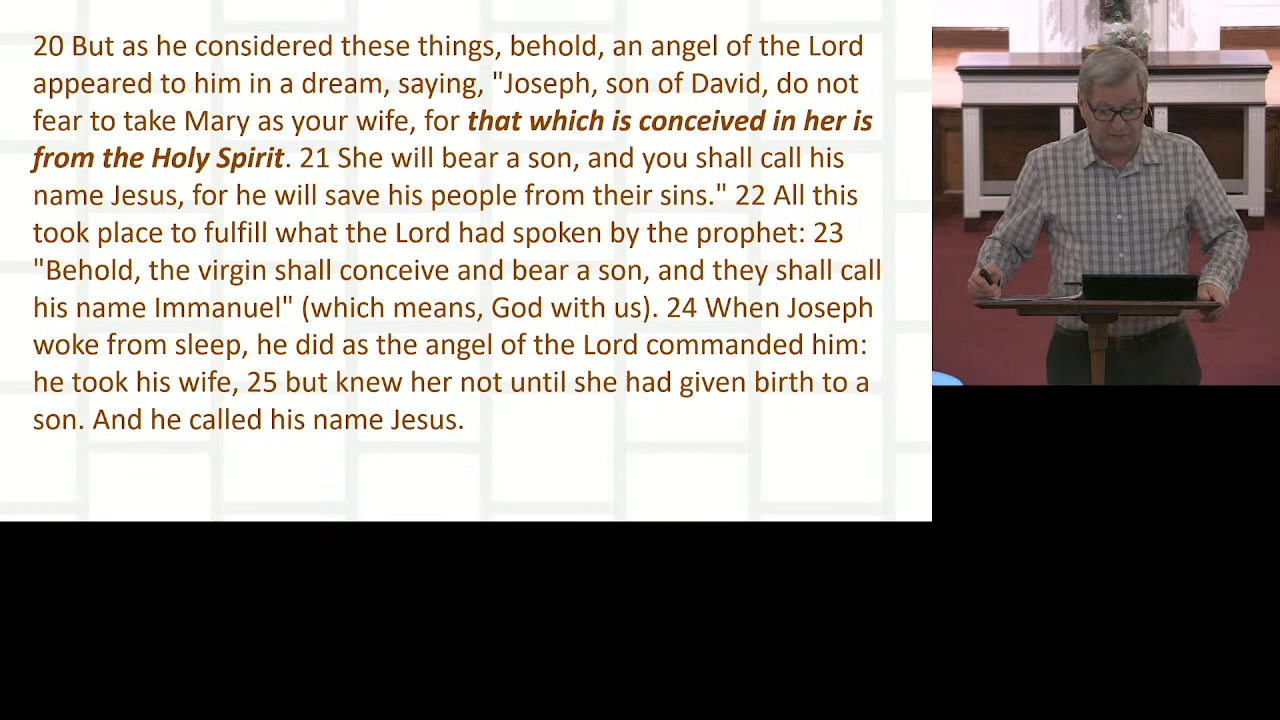 20 But as he considered these things, behold, an angel of the Lord
appeared to him in a dream, saying, "Joseph, son of David, do not
fear to take Mary as your wife, for that which is conceived in her is
from the Holy Spirit. 21 She will bear a son, and you shall call his
name Jesus, for he will save his people from their sins." 22 All this
took place to fulfill what the Lord had spoken by the prophet: 23
"Behold, the virgin shall conceive and bear a son, and they shall call
his name Immanuel" (which means, God with us). 24 When Joseph
woke from sleep, he did as the angel of the Lord commanded him:
he took his wife, 25 but knew her not until she had given birth to a
son. And he called his name Jesus.